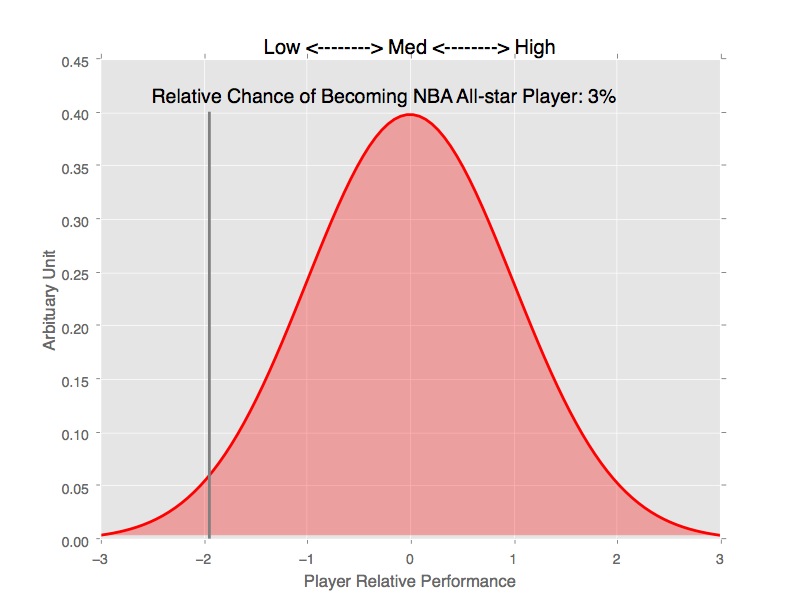 Low <--------> Med <--------> High
Relative Chance of Becoming NBA All-star Player: 3%
0.45
0.40
0.35
0.30
0.25
0.20
0.15
0.10
0.05
0.00
Arbituary Unit
−3 −2 −1 0 1 2 3
Player Relative Performance